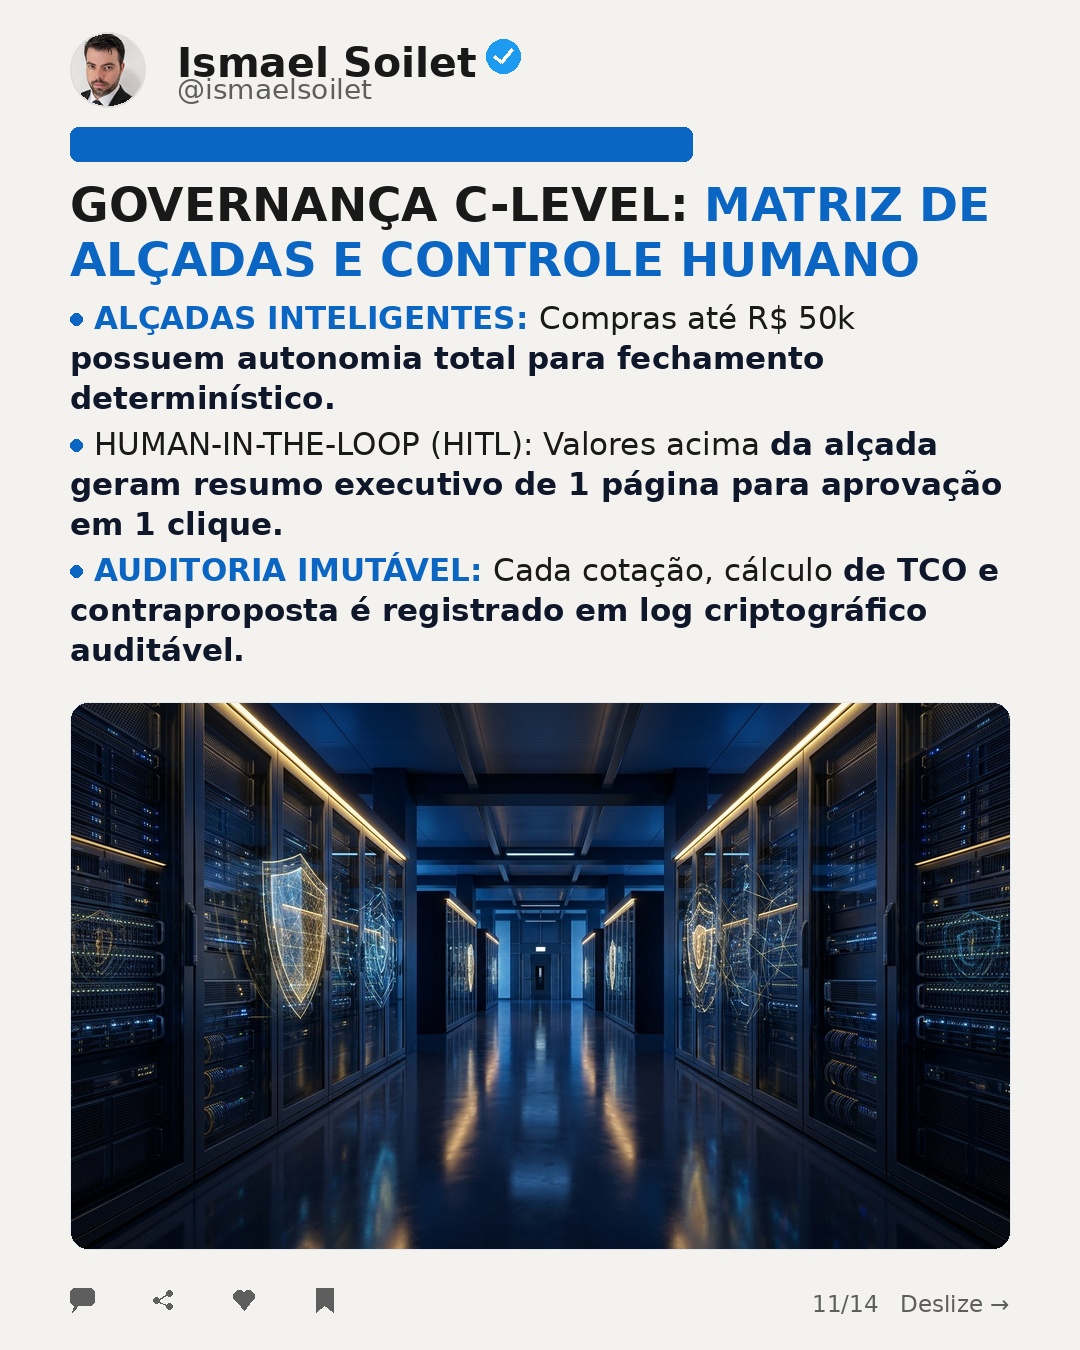 Ismael Soilet
@ismaelsoilet
GOVERNANÇA C-LEVEL: MATRIZ DE
ALÇADAS E CONTROLE HUMANO
• ALÇADAS INTELIGENTES: Compras até R$ 50k
possuem autonomia total para fechamento
determinístico.
• HUMAN-IN-THE-LOOP (HITL): Valores acima da alçada
geram resumo executivo de 1 página para aprovação
em 1 clique.
• AUDITORIA IMUTÁVEL: Cada cotação, cálculo de TCO e
contraproposta é registrado em log criptográfico
auditável.
11/14 Deslize →